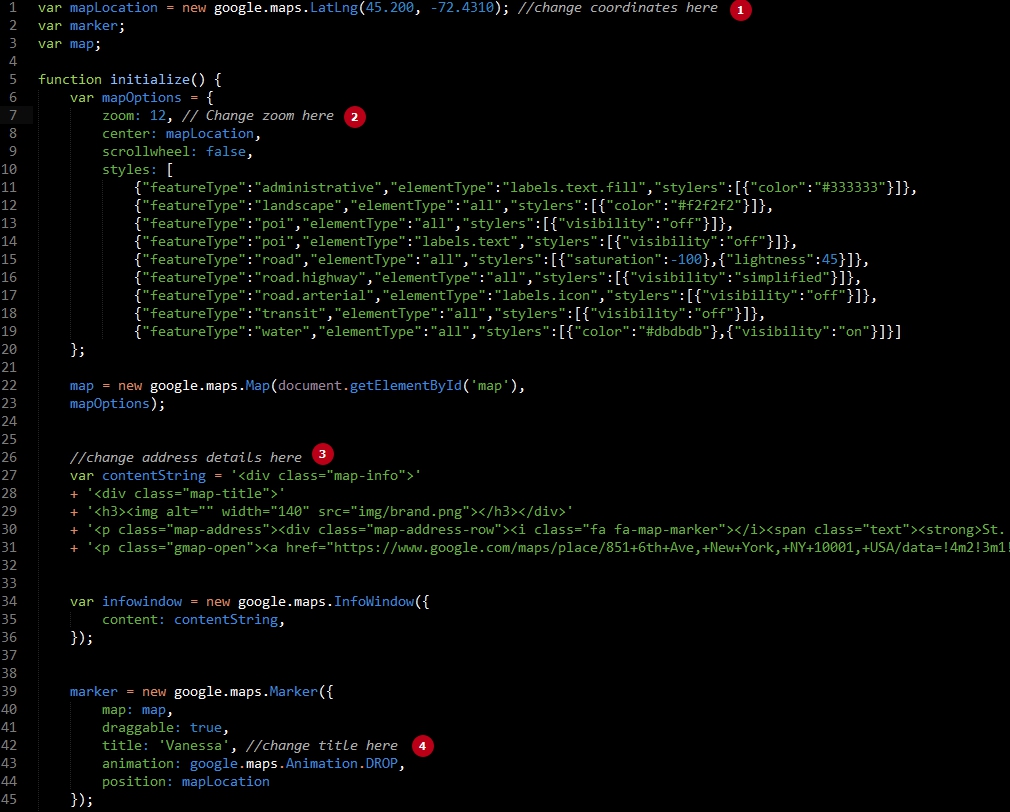 1 var mapLocation = new google.maps.LatLng(45.200, -72.4310); //change coordinates here 1
2 var marker;
3 var map;
4
5 function initialize() {
6 var mapOptions = {
7 zoom: 12, // Change zoom here 2
8 center: mapLocation,
9 scrollwheel: false,
10 styles: [
11 {"featureType":"administrative","elementType":"labels.text.fill","stylers":[{"color":"#333333"}]},
12 {"featureType":"landscape","elementType":"all","stylers":[{"color":"#f2f2f2"}]},
13 {"featureType":"poi","elementType":"all","stylers":[{"visibility":"off"}]},
14 {"featureType":"poi","elementType":"labels.text","stylers":[{"visibility":"off"}]},
15 {"featureType":"road","elementType":"all","stylers":[{"saturation":-100},{"lightness":45}]},
16 {"featureType":"road.highway","elementType":"all","stylers":[{"visibility":"simplified"}]},
17 {"featureType":"road.arterial","elementType":"labels.icon","stylers":[{"visibility":"off"}]},
18 {"featureType":"transit","elementType":"all","stylers":[{"visibility":"off"}]},
19 {"featureType":"water","elementType":"all","stylers":[{"color":"#dbdbdb"},{"visibility":"on"}]}]
20 };
21
22 map = new google.maps.Map(document.getElementById('map'),
23 mapOptions);
24
25
26 //change address details here 3
27 var contentString = '<div class="map-info">'
28 + '<div class="map-title">'
29 + '<h3><img alt="" width="140" src="img/brand.png"></h3></div>'
30 + '<p class="map-address"><div class="map-address-row"><i class="fa fa-map-marker"></i><span class="text"><strong>St.
31 + '<p class="gmap-open"><a href="https://www.google.com/maps/place/851+6th+Ave,+New+York,+NY+10001,+USA/data=!4m2!3m1!
32
33
34 var infowindow = new google.maps.InfoWindow({
35 content: contentString,
36 });
37
38
39 marker = new google.maps.Marker({
40 map: map,
41 draggable: true,
42 title: 'Vanessa', //change title here 4
43 animation: google.maps.Animation.DROP,
44 position: mapLocation
45 });